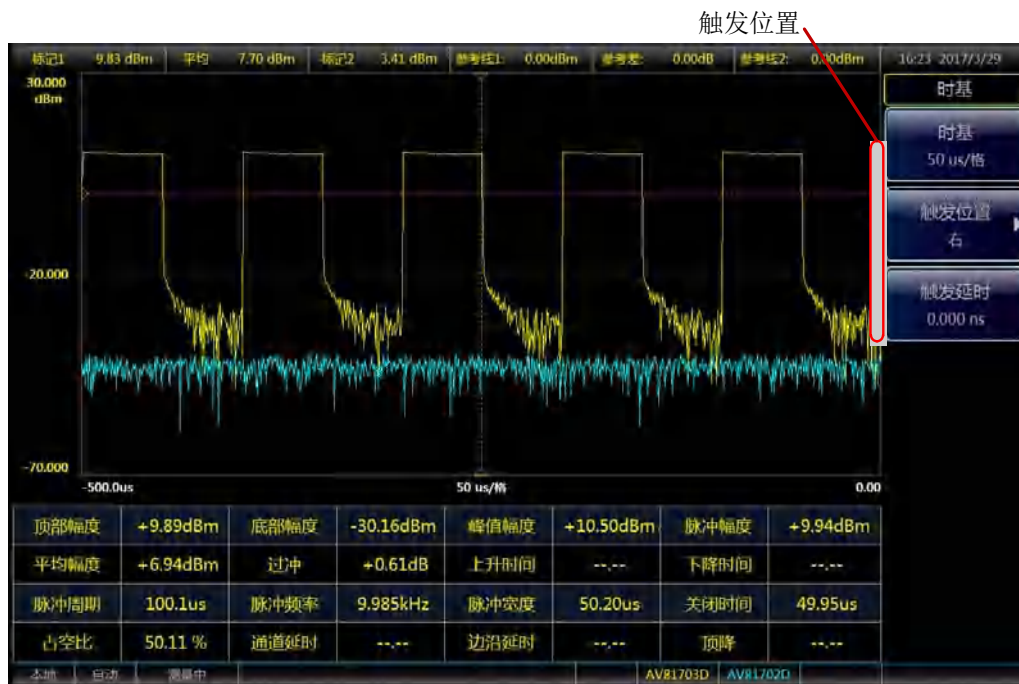 触发位置
标记1 9.83 dBm 平均 7.70 dBm 标记2 3.41 dBm 参考线1: 0.00dBm 参考差: 0.00dB 参考线2: 0.00dBm 16:23 2017/3/29
30.000
dBm
时基
时基
50 us/格
触发位置
右
-20.000
触发延时
0.000 ns
-70.000
-500.0us 50 us/格 0.00
顶部幅度 +9.89dBm 底部幅度 -30.16dBm 峰值幅度 +10.50dBm 脉冲幅度 +9.94dBm
平均幅度 +6.94dBm 过冲 +0.61dB 上升时间 --.-- 下降时间 --.--
脉冲周期 100.1us 脉冲频率 9.985kHz 脉冲宽度 50.20us 关闭时间 49.95us
占空比 50.11 % 通道延时 --.-- 边沿延时 --.-- 顶降 --.--
本地 自动 测量中 AV81703D AV81702D